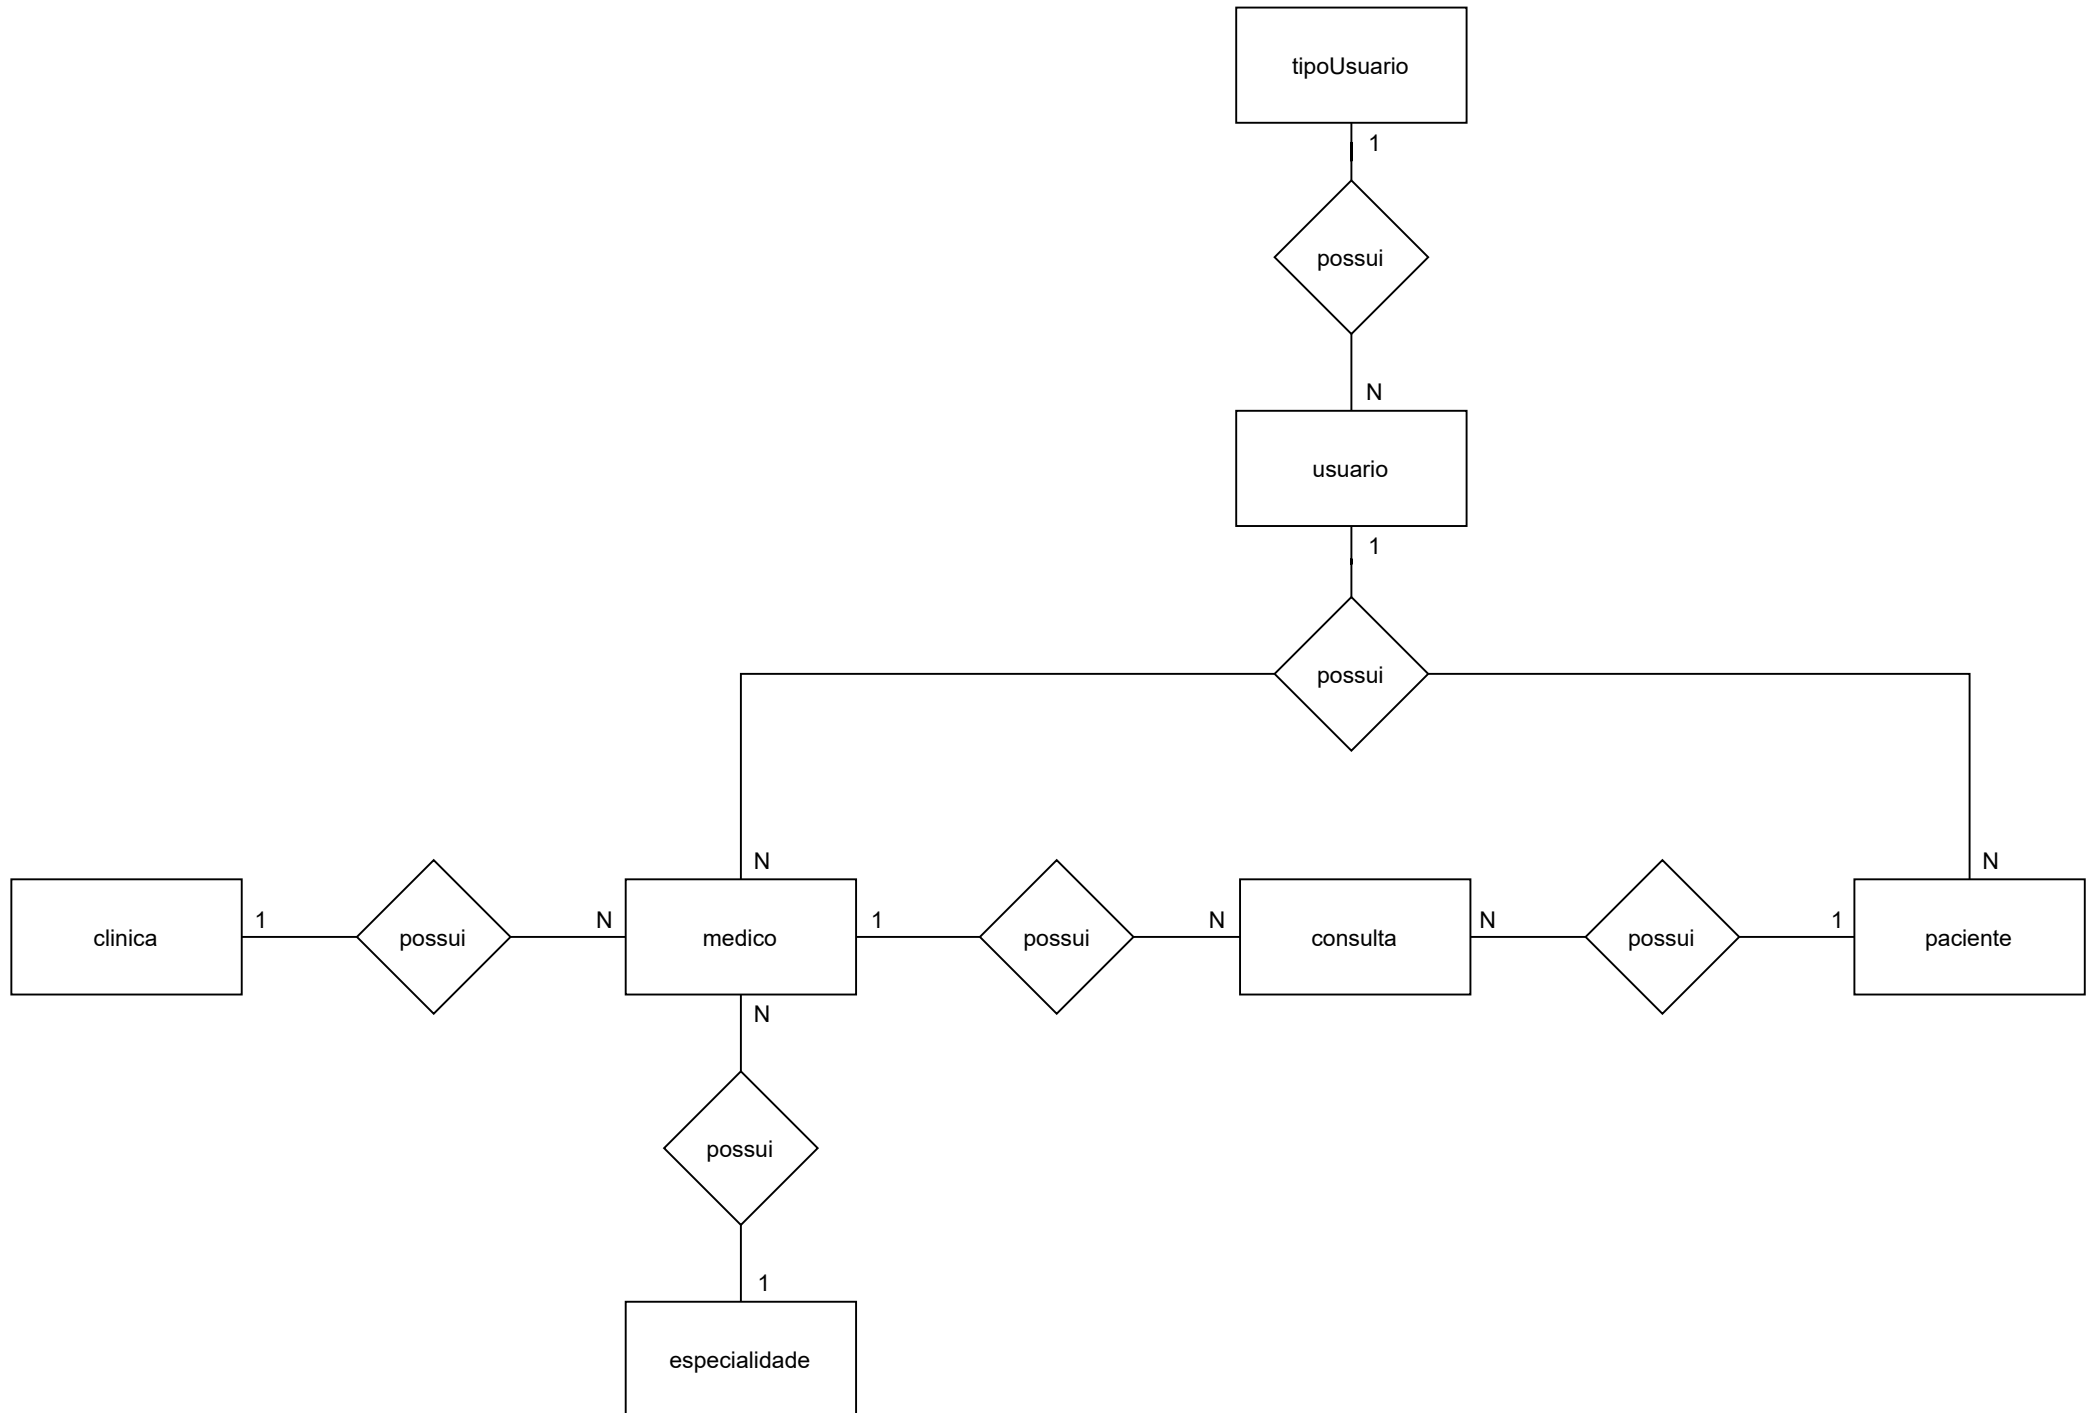 tipoUsuario
1
possui
N
usuario
1
possui
N
N
clinica
1
possui
N
medico
1
possui
N
consulta
N
possui
1
paciente
N
possui
1
especialidade